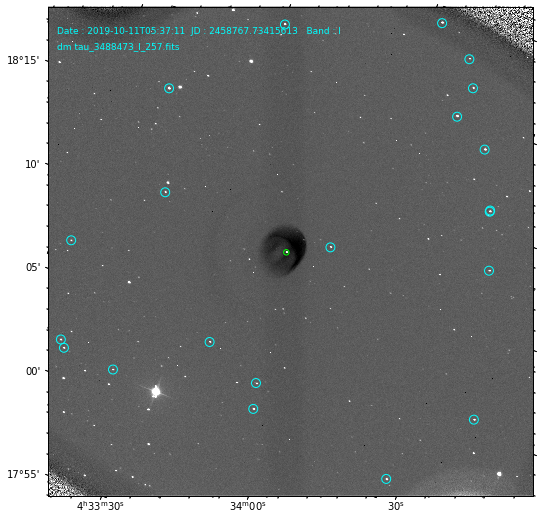 Date : 2019-10-11T05:37:11 JD : 2458767.73415613 Band : I
dm tau_3488473_I_257.fits
18°15'
10'
05'
00'
17°55'
4ʰ33ᵐ30ˢ
34ᵐ00ˢ
30ˢ